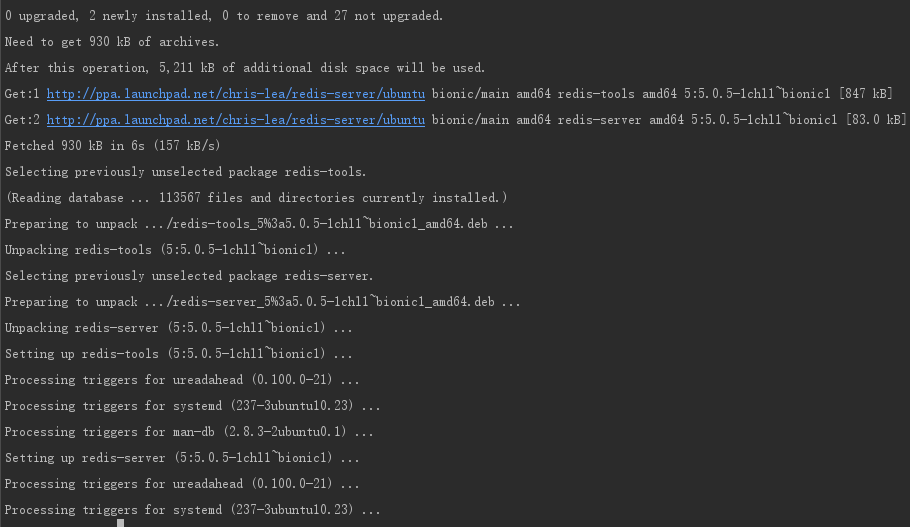 0 upgraded, 2 newly installed, 0 to remove and 27 not upgraded.
Need to get 930 kB of archives.
After this operation, 5,211 kB of additional disk space will be used.
Get:1 http://ppa.launchpad.net/chris-lea/redis-server/ubuntu bionic/main amd64 redis-tools amd64 5:5.0.5-1chl1~bionic1 [847 kB]
Get:2 http://ppa.launchpad.net/chris-lea/redis-server/ubuntu bionic/main amd64 redis-server amd64 5:5.0.5-1chl1~bionic1 [83.0 kB]
Fetched 930 kB in 6s (157 kB/s)
Selecting previously unselected package redis-tools.
(Reading database ... 113567 files and directories currently installed.)
Preparing to unpack .../redis-tools_5%3a5.0.5-1chl1~bionic1_amd64.deb ...
Unpacking redis-tools (5:5.0.5-1chl1~bionic1) ...
Selecting previously unselected package redis-server.
Preparing to unpack .../redis-server_5%3a5.0.5-1chl1~bionic1_amd64.deb ...
Unpacking redis-server (5:5.0.5-1chl1~bionic1) ...
Setting up redis-tools (5:5.0.5-1chl1~bionic1) ...
Processing triggers for ureadahead (0.100.0-21) ...
Processing triggers for systemd (237-3ubuntu10.23) ...
Processing triggers for man-db (2.8.3-2ubuntu0.1) ...
Setting up redis-server (5:5.0.5-1chl1~bionic1) ...
Processing triggers for ureadahead (0.100.0-21) ...
Processing triggers for systemd (237-3ubuntu10.23) ...